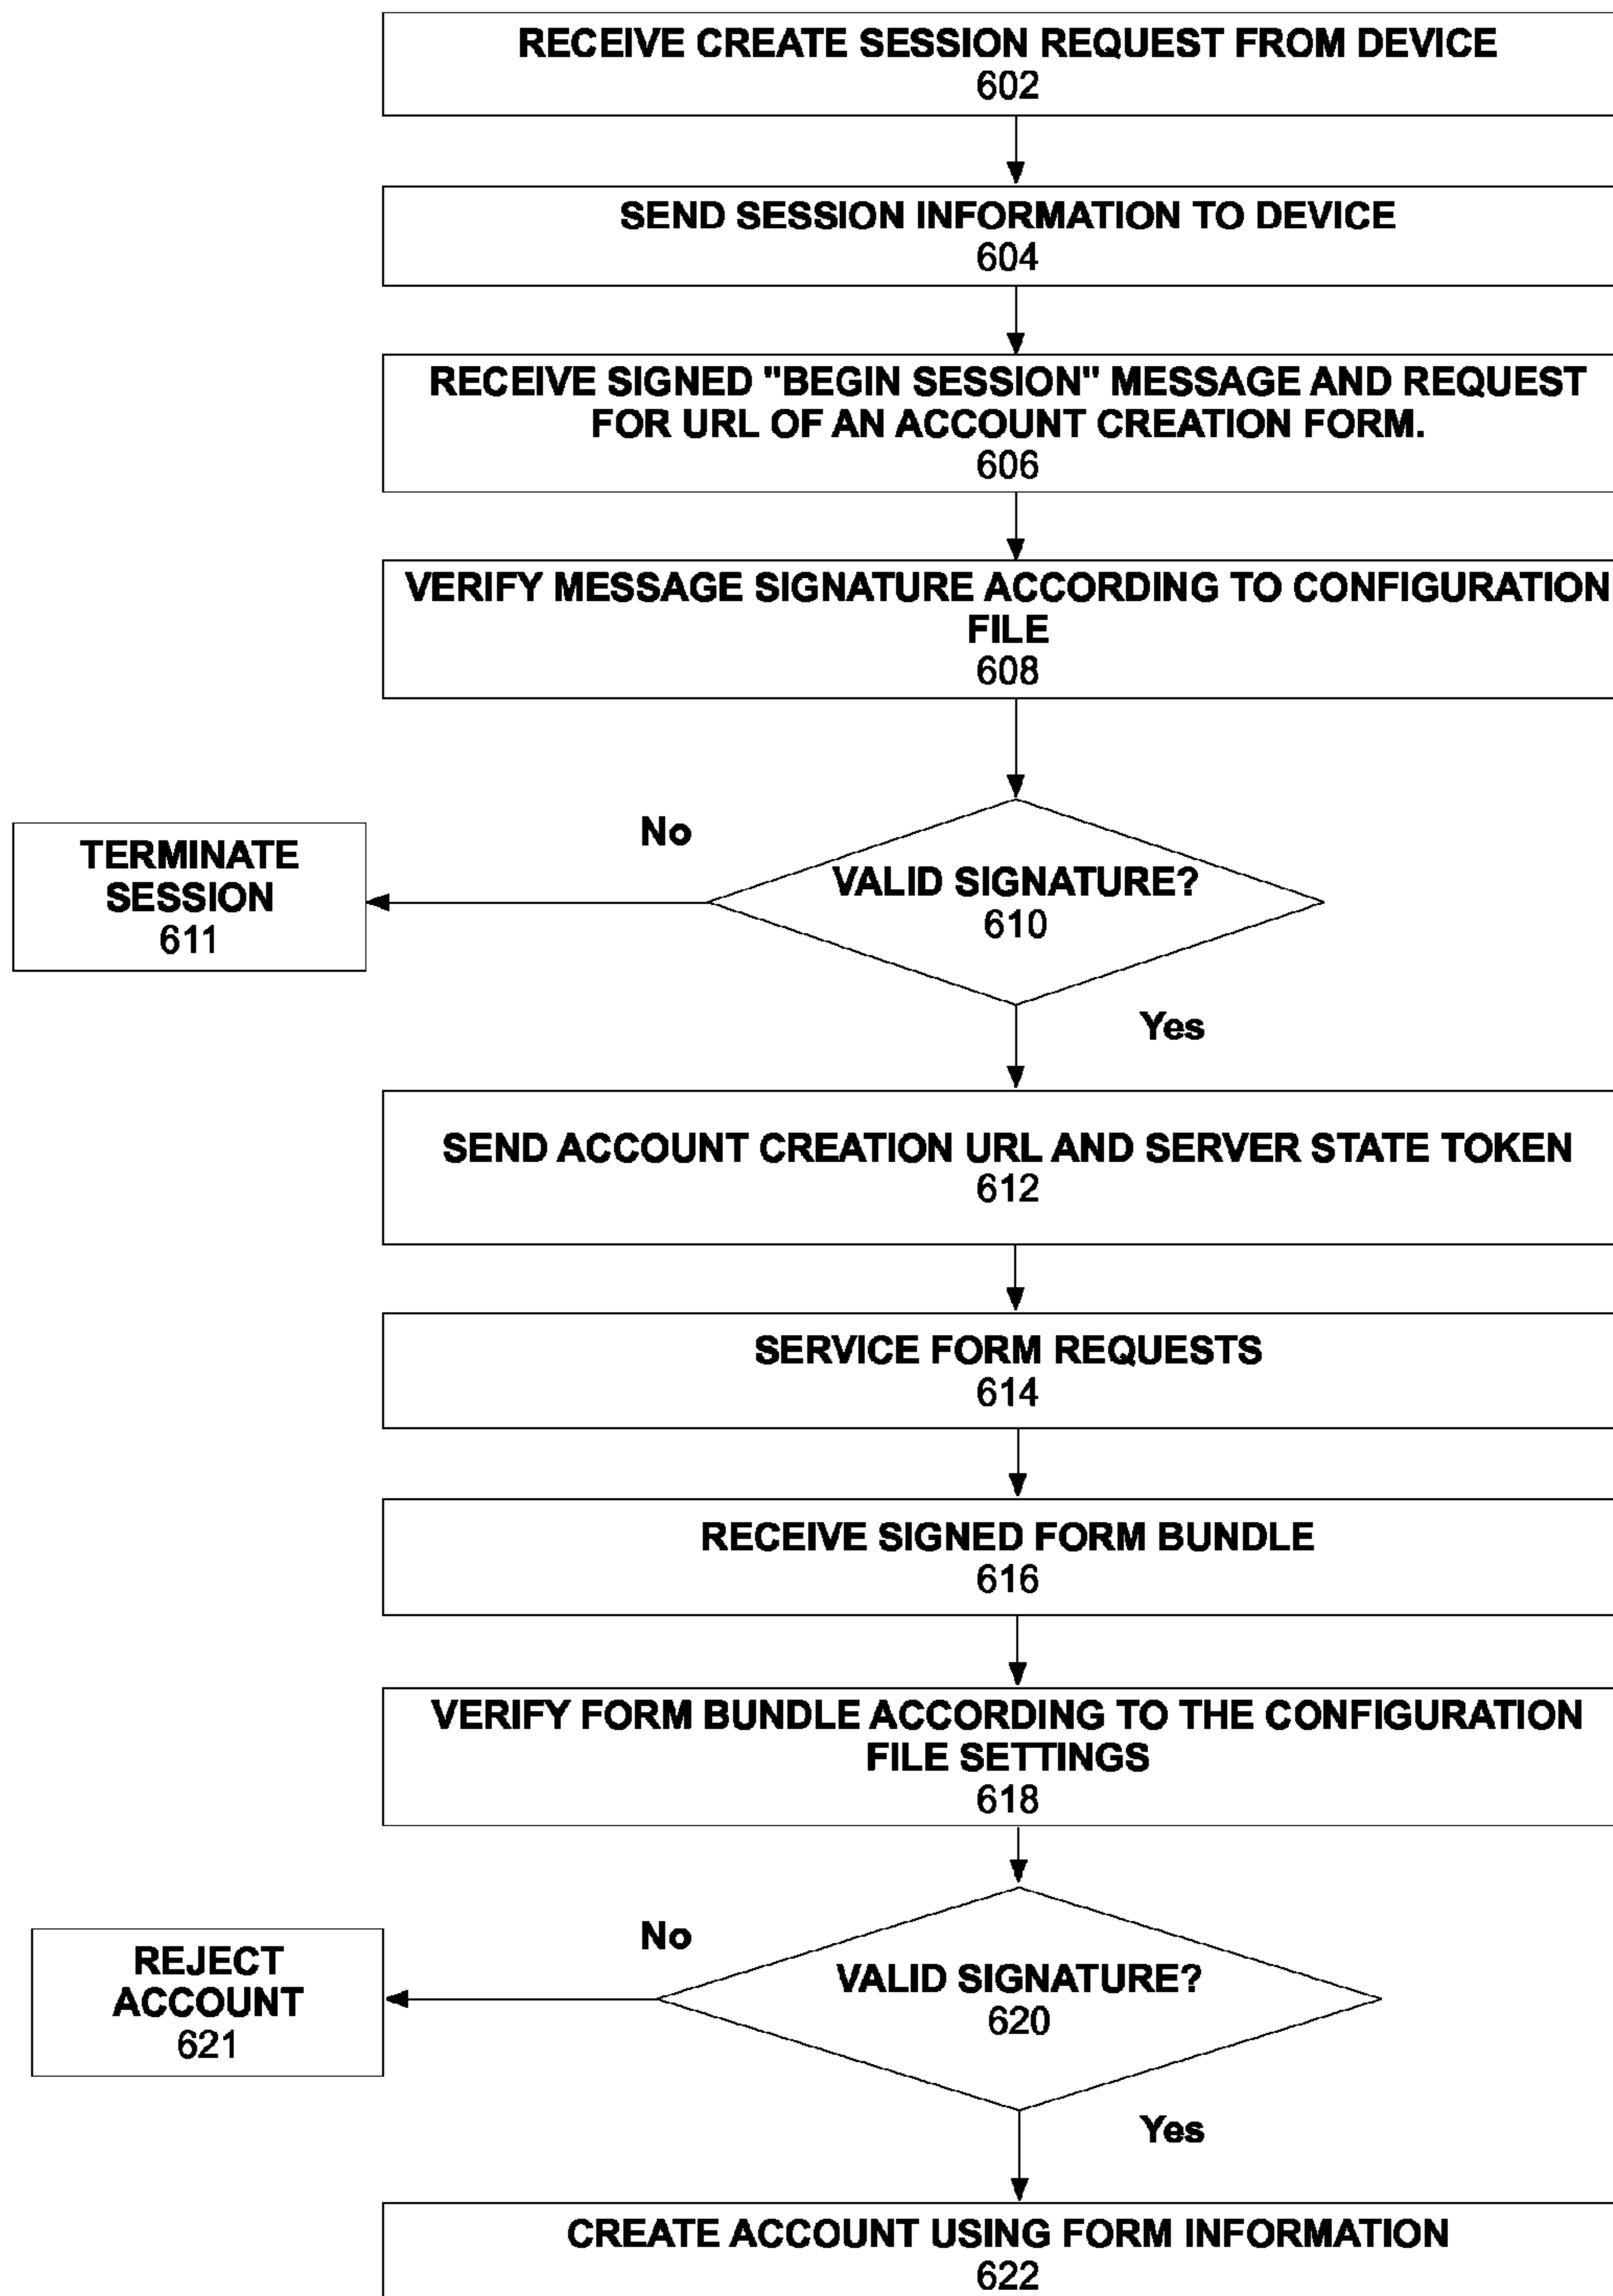 RECEIVE CREATE SESSION REQUEST FROM DEVICE
602
SEND SESSION INFORMATION TO DEVICE
604
RECEIVE SIGNED "BEGIN SESSION" MESSAGE AND REQUEST
FOR URL OF AN ACCOUNT CREATION FORM.
606
VERIFY MESSAGE SIGNATURE ACCORDING TO CONFIGURATION
FILE
608
No
TERMINATE
SESSION
611
VALID SIGNATURE?
610
Yes
SEND ACCOUNT CREATION URL AND SERVER STATE TOKEN
612
SERVICE FORM REQUESTS
614
RECEIVE SIGNED FORM BUNDLE
616
VERIFY FORM BUNDLE ACCORDING TO THE CONFIGURATION
FILE SETTINGS
618
No
REJECT
ACCOUNT
621
VALID SIGNATURE?
620
Yes
CREATE ACCOUNT USING FORM INFORMATION
622